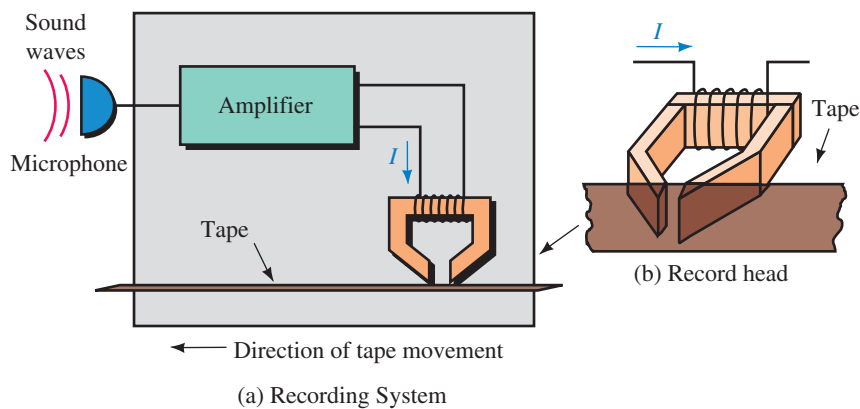 Sound
waves
Microphone
Amplifier
I
Tape
Direction of tape movement
(a) Recording System
I
Tape
(b) Record head